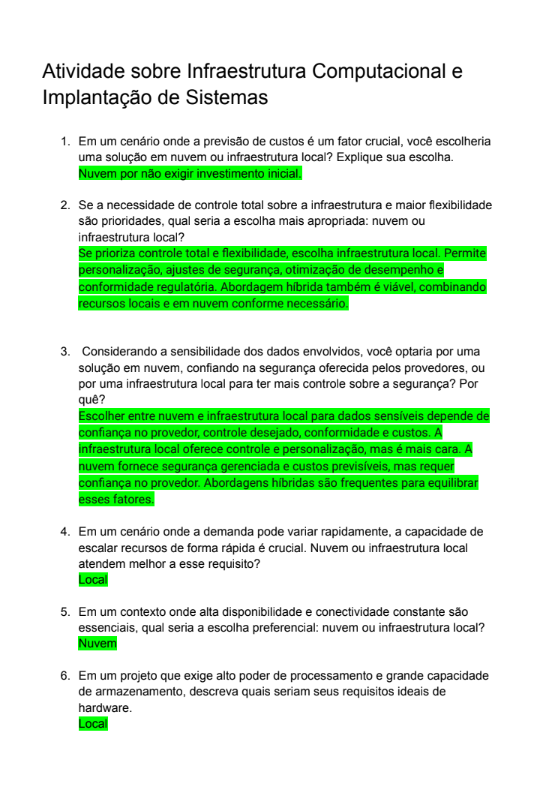 Atividade sobre Infraestrutura Computacional e
Implantação de Sistemas
1. Em um cenário onde a previsão de custos é um fator crucial, você escolheria
uma solução em nuvem ou infraestrutura local? Explique sua escolha.
Nuvem por não exigir investimento inicial.
2. Se a necessidade de controle total sobre a infraestrutura e maior flexibilidade
são prioridades, qual seria a escolha mais apropriada: nuvem ou
infraestrutura local?
Se prioriza controle total e flexibilidade, escolha infraestrutura local. Permite
personalização, ajustes de segurança, otimização de desempenho e
conformidade regulatória. Abordagem híbrida também é viável, combinando
recursos locais e em nuvem conforme necessário.
3. Considerando a sensibilidade dos dados envolvidos, você optaria por uma
solução em nuvem, confiando na segurança oferecida pelos provedores, ou
por uma infraestrutura local para ter mais controle sobre a segurança? Por
quê?
Escolher entre nuvem e infraestrutura local para dados sensíveis depende de
confiança no provedor, controle desejado, conformidade e custos. A
infraestrutura local oferece controle e personalização, mas é mais cara. A
nuvem fornece segurança gerenciada e custos previsíveis, mas requer
confiança no provedor. Abordagens híbridas são frequentes para equilibrar
esses fatores.
4. Em um cenário onde a demanda pode variar rapidamente, a capacidade de
escalar recursos de forma rápida é crucial. Nuvem ou infraestrutura local
atendem melhor a esse requisito?
Local
5. Em um contexto onde alta disponibilidade e conectividade constante são
essenciais, qual seria a escolha preferencial: nuvem ou infraestrutura local?
Nuvem
6. Em um projeto que exige alto poder de processamento e grande capacidade
de armazenamento, descreva quais seriam seus requisitos ideais de
hardware.
Local